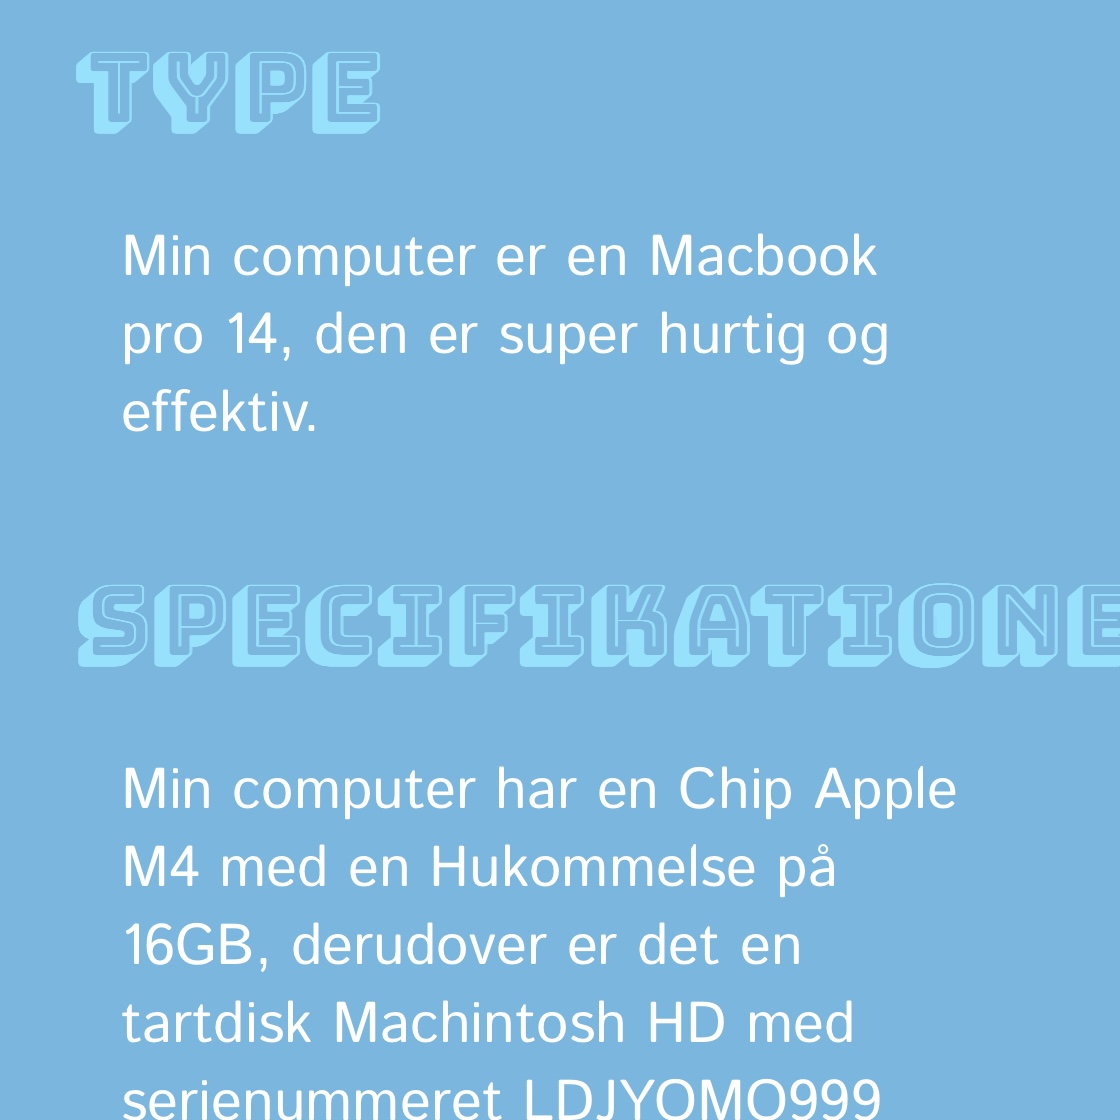 TYPE
Min computer er en Macbook
pro 14, den er super hurtig og
effektiv.
SPECIFIKATIONE
Min computer har en Chip Apple
M4 med en Hukommelse på
16GB, derudover er det en
tartdisk Machintosh HD med
serienummeret LDJYOMO999